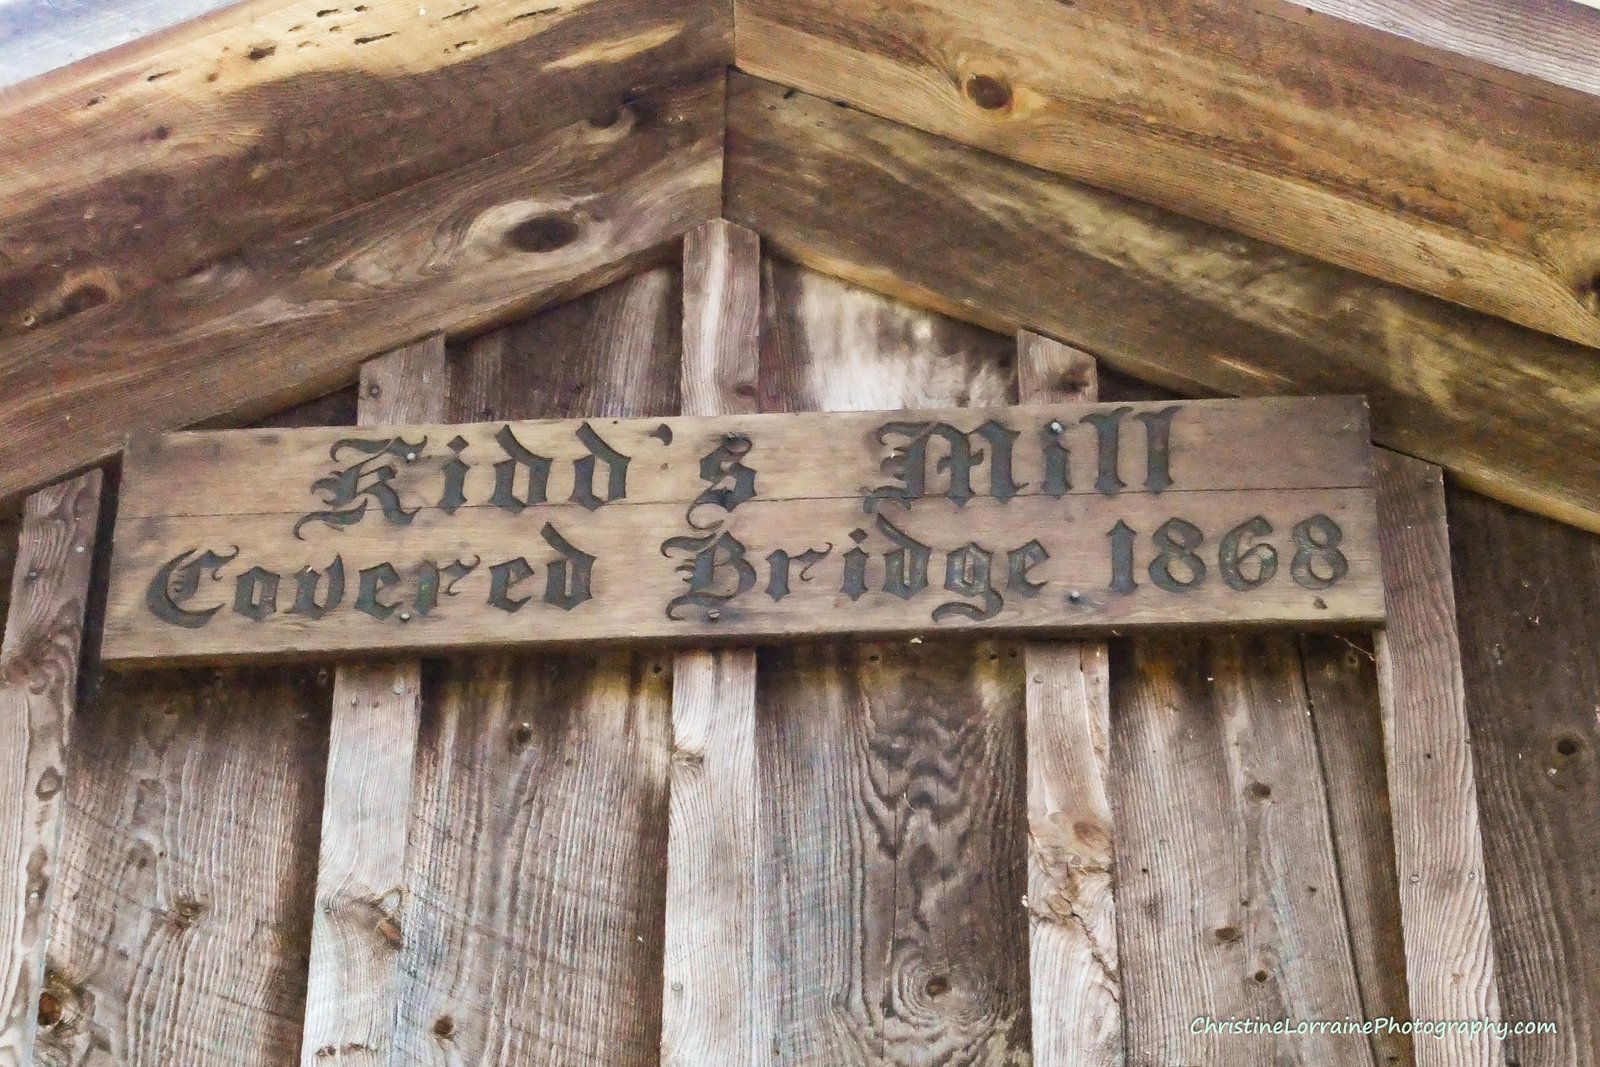 Kidd's Mill
Covered Bridge 1868
ChristineLorrainePhotography.com